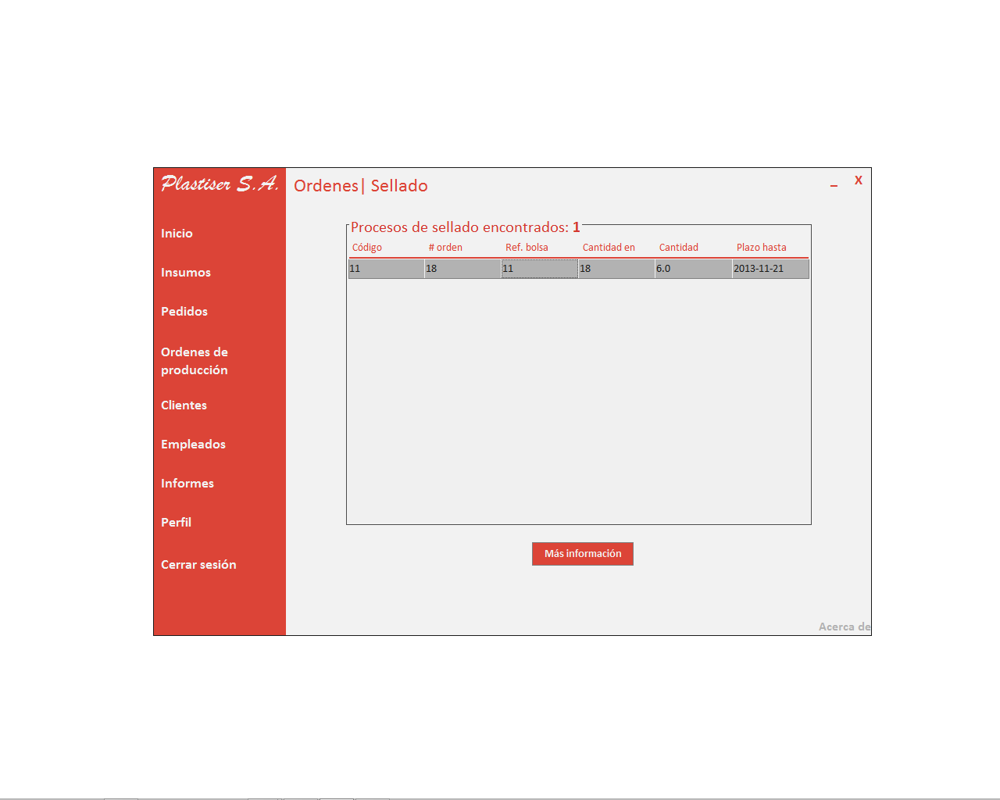 Plastiser S.A.
Ordenes| Sellado
_ X
Inicio
Insumos
Pedidos
Ordenes de
producción
Clientes
Empleados
Informes
Perfil
Cerrar sesión
Procesos de sellado encontrados: 1
Código # orden Ref. bolsa Cantidad en Cantidad Plazo hasta
11 18 11 18 6.0 2013-11-21
Más información
Acerca de